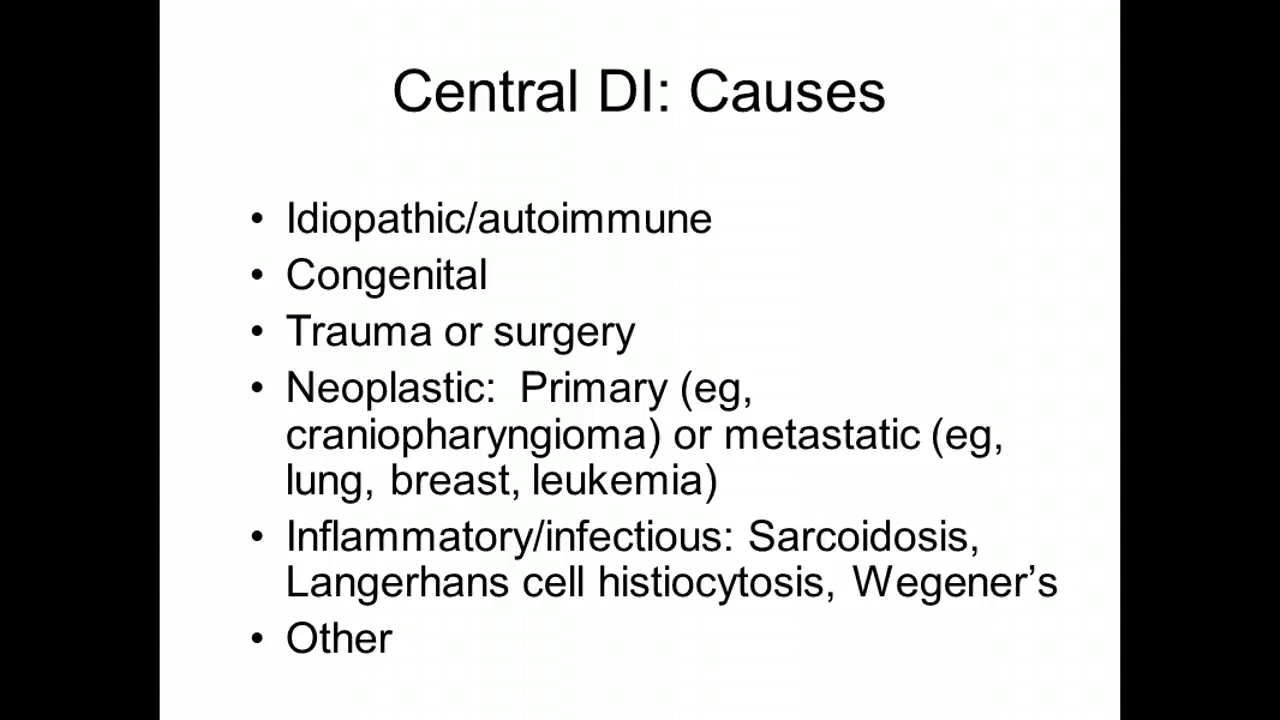 Central DI: Causes
• Idiopathic/autoimmune
• Congenital
• Trauma or surgery
• Neoplastic:  Primary (eg,
craniopharyngioma) or metastatic (eg,
lung, breast, leukemia)
• Inflammatory/infectious: Sarcoidosis,
Langerhans cell histiocytosis, Wegener’s
• Other